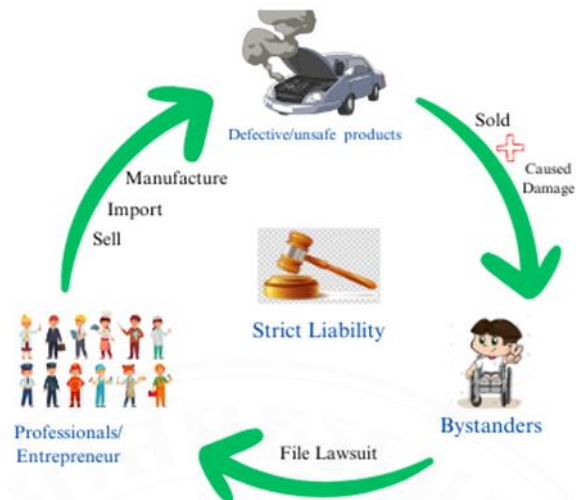 Defective/unsafe products
Sold
Caused
Damage
Manufacture
Import
Sell
Strict Liability
Bystanders
Professionals/
Entrepreneur
File Lawsuit